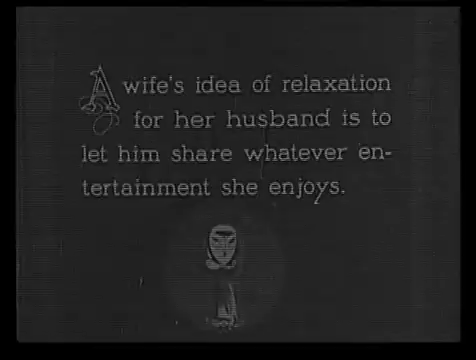 A wife's idea of relaxation
for her husband is to
let him share whatever en-
tertainment she enjoys.